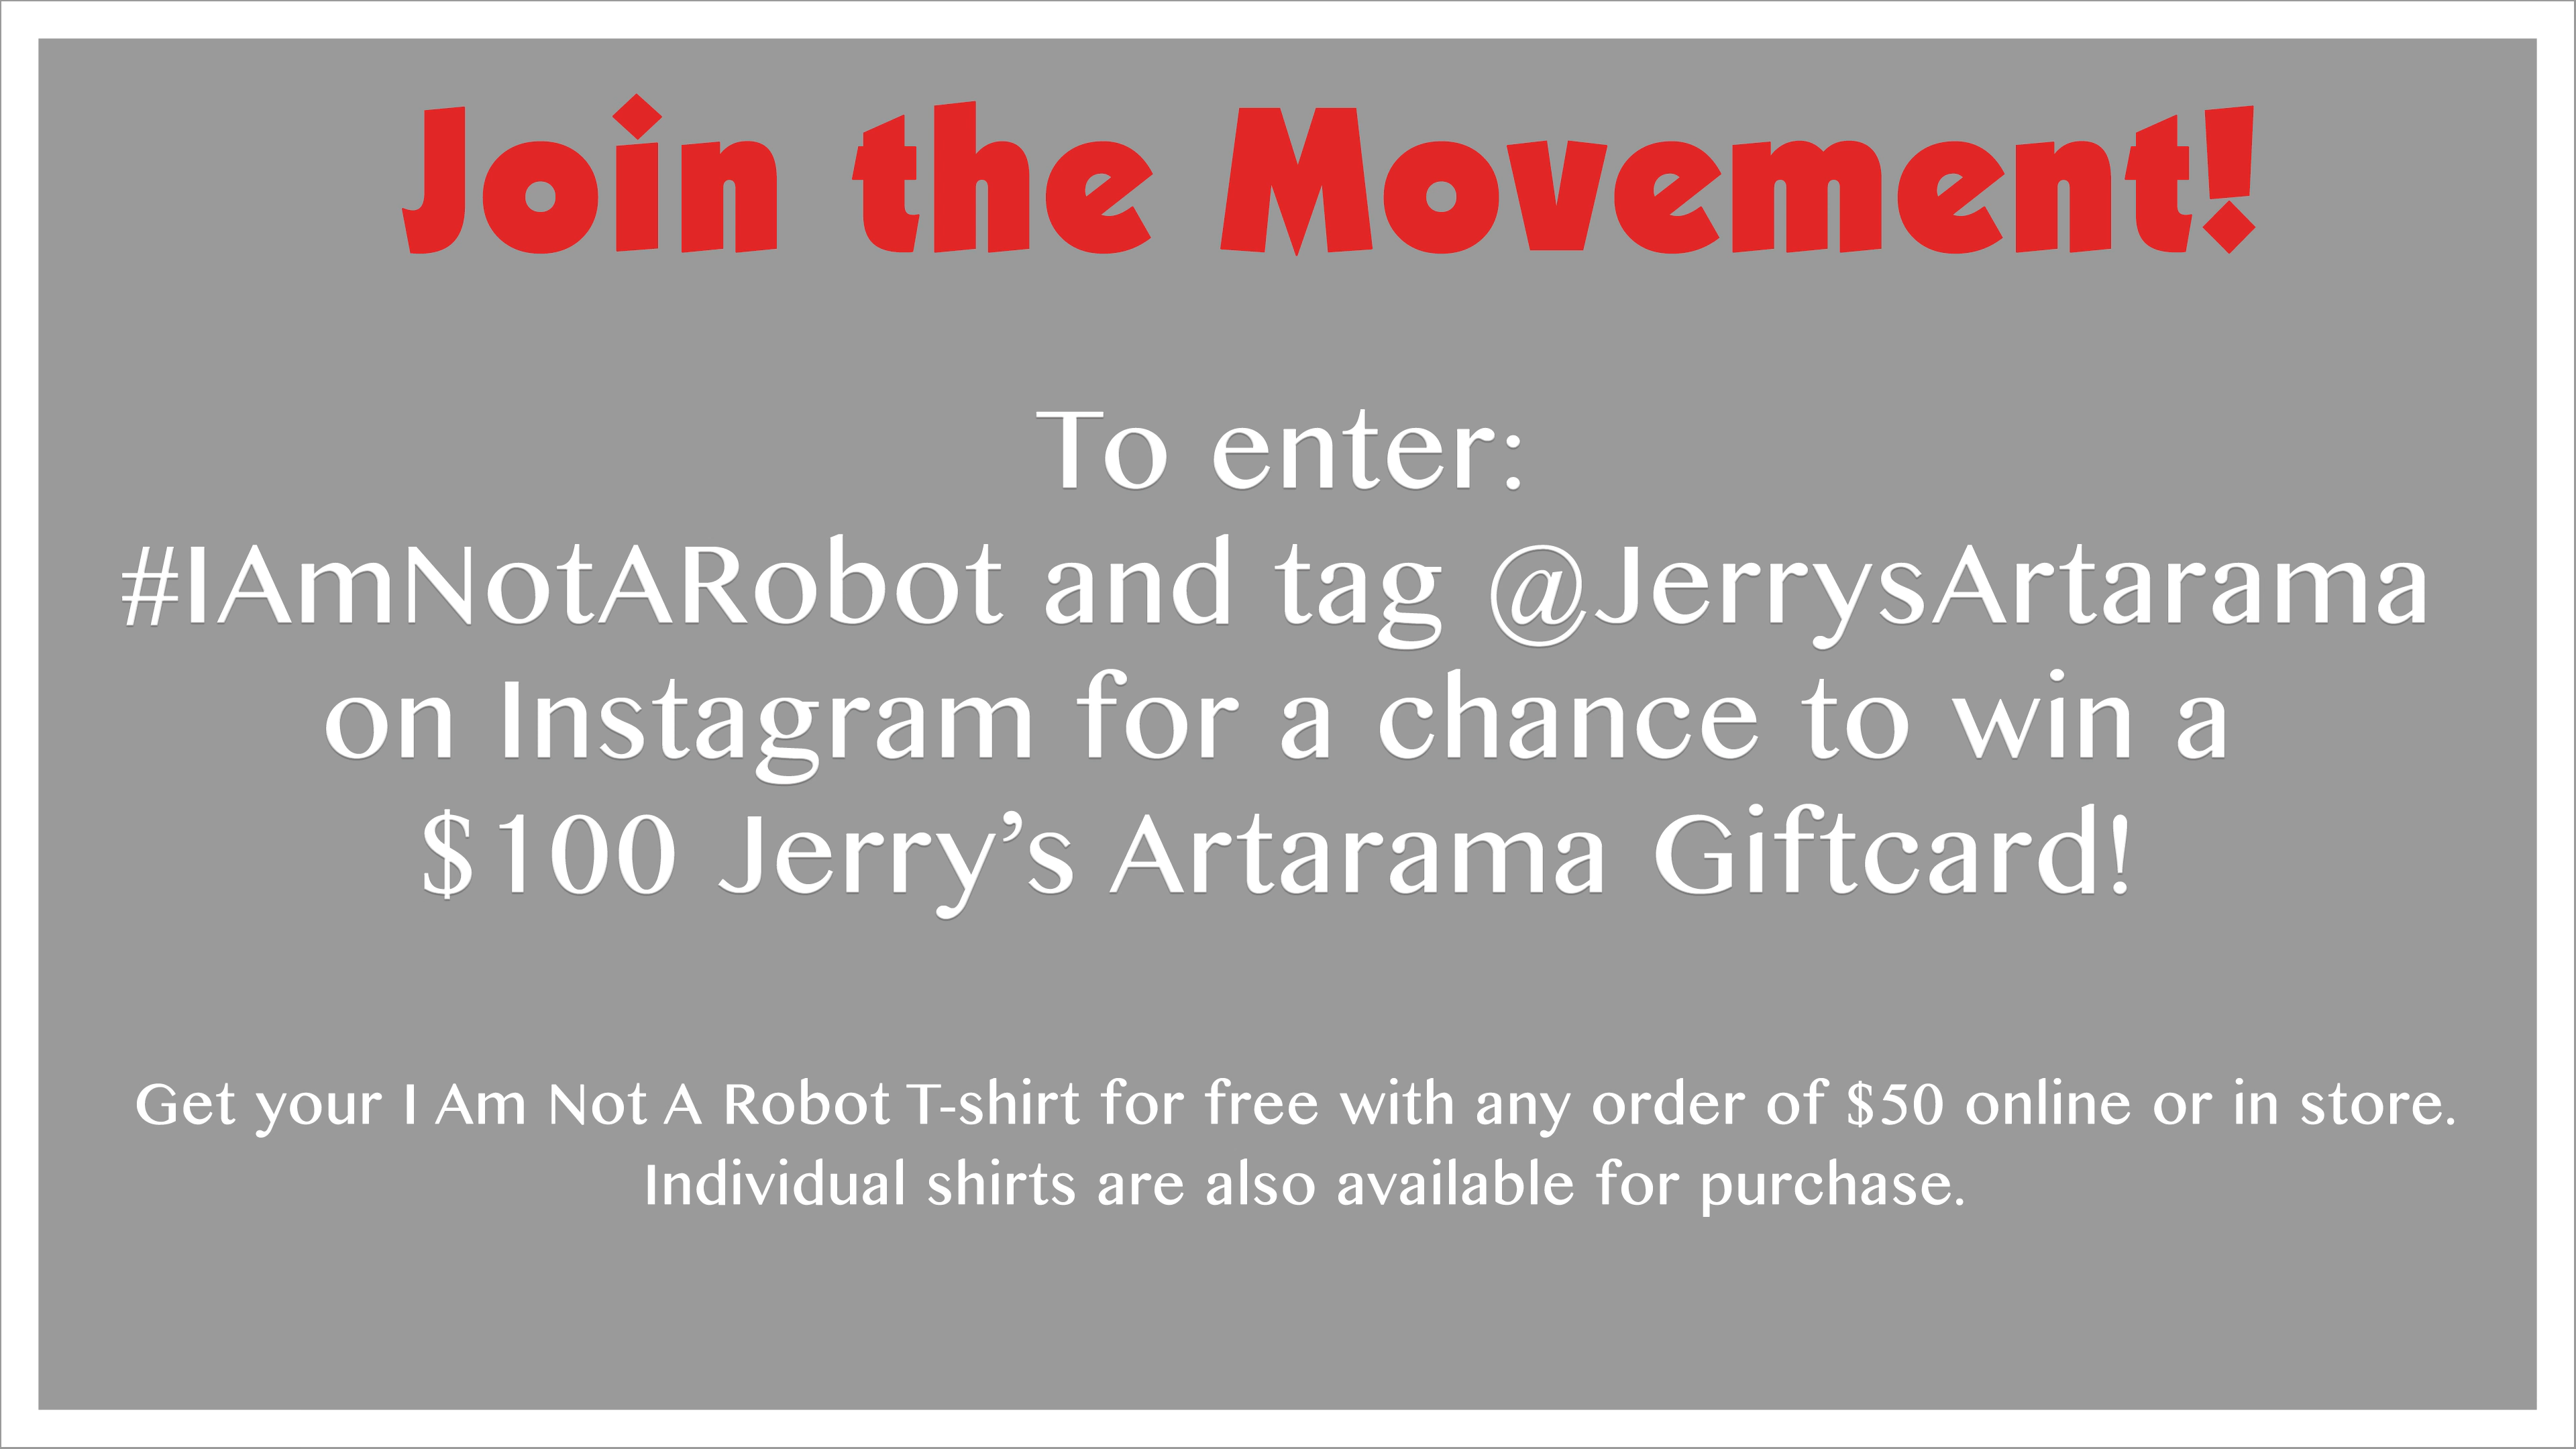 Join the Movement!
To enter:
#IAmNotARobot and tag @JerrysArtarama
on Instagram for a chance to win a
$100 Jerry’s Artarama Giftcard!
Get your I Am Not A Robot T-shirt for free with any order of $50 online or in store.
Individual shirts are also available for purchase.